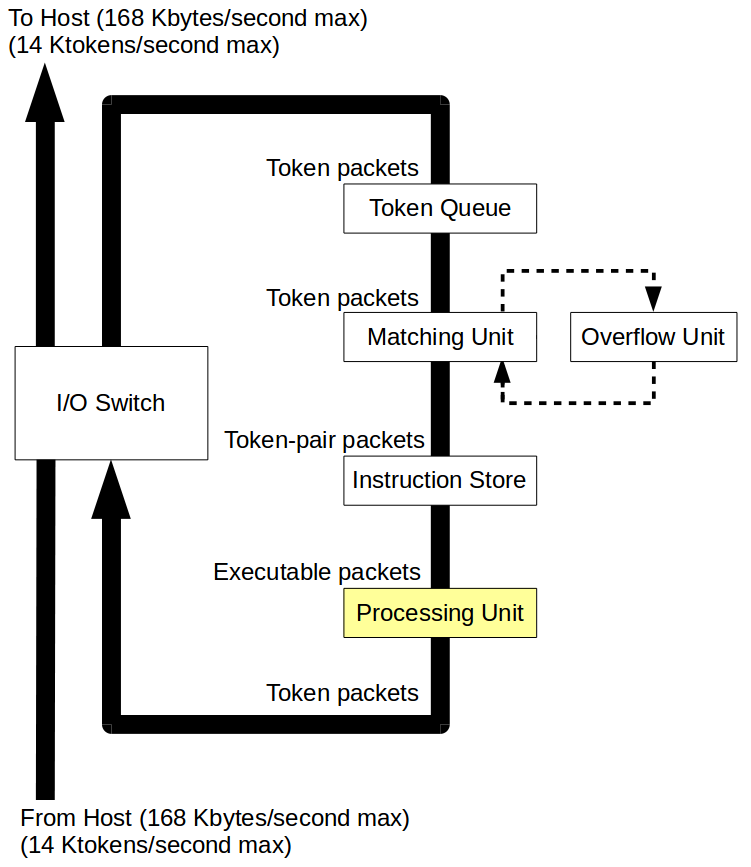 To Host (168 Kbytes/second max)
(14 Ktokens/second max)
Token packets
Token Queue
Token packets
Matching Unit
Overflow Unit
I/O Switch
Token-pair packets
Instruction Store
Executable packets
Processing Unit
Token packets
From Host (168 Kbytes/second max)
(14 Ktokens/second max)